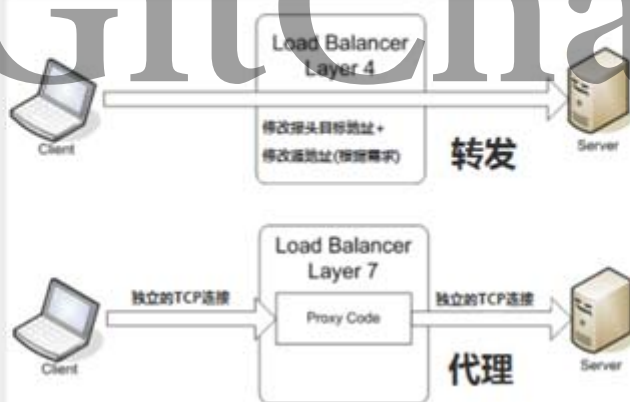 GitCha
Load Balancer
Layer 4
Client
修改报头目标地址+
修改源地址(根据需求)
转发
Server
Load Balancer
Layer 7
独立的TCP连接
Proxy Code
独立的TCP连接
Client
代理
Server